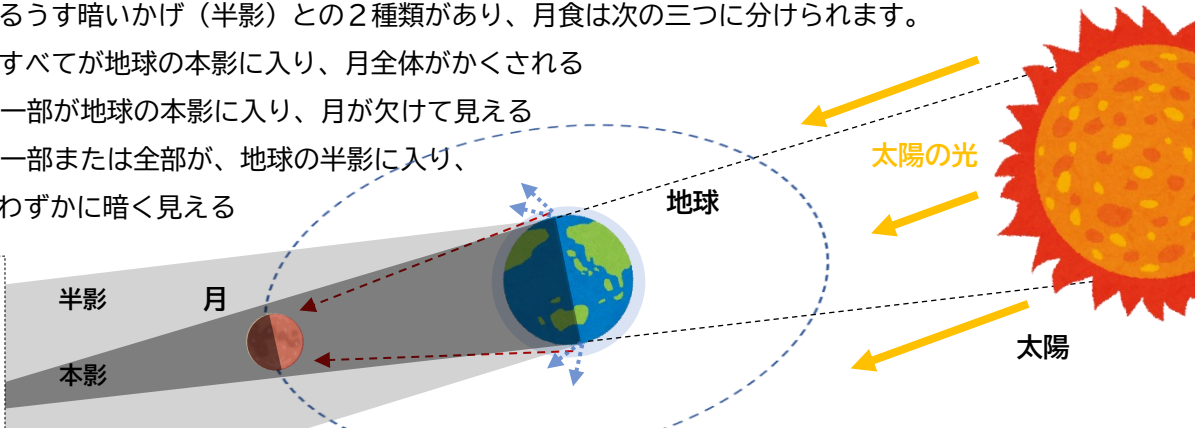 るうす暗いかげ（半影）との２種類があり、月食は次の三つに分けられます。
すべてが地球の本影に入り、月全体がかくされる
一部が地球の本影に入り、月が欠けて見える
一部または全部が、地球の半影に入り、
わずかに暗く見える
太陽の光
地球
半影
月
太陽
本影